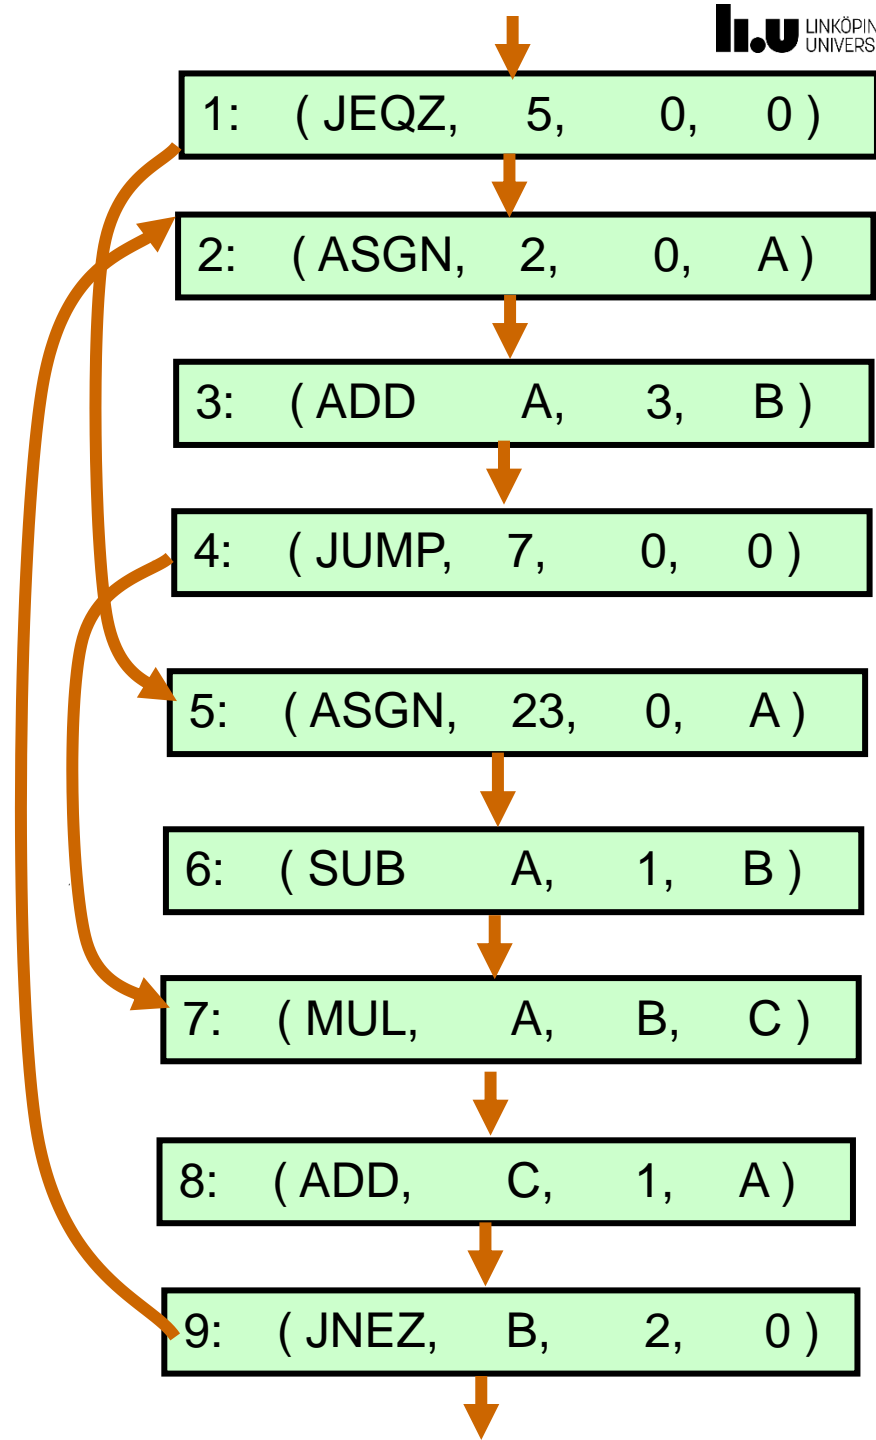 li.u LINKÖPIN
UNIVERS
1: ( JEQZ, 5, 0, 0 )
2: ( ASGN, 2, 0, A )
3: ( ADD A, 3, B )
4: ( JUMP, 7, 0, 0 )
5: ( ASGN, 23, 0, A )
6: ( SUB A, 1, B )
7: ( MUL, A, B, C )
8: ( ADD, C, 1, A )
9: ( JNEZ, B, 2, 0 )